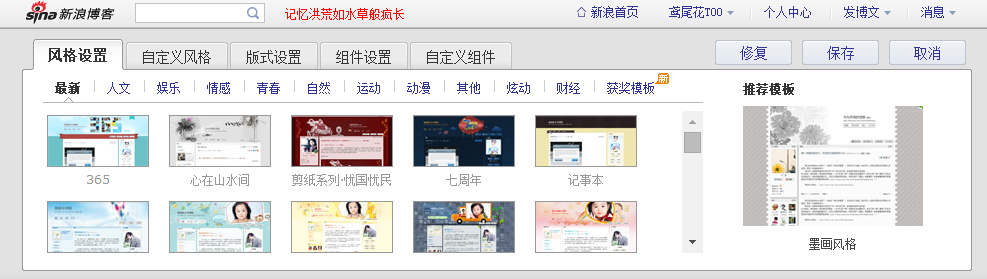 sina 新浪博客 记忆洪荒如水草般疯长 新浪首页 鸢尾花T00 个人中心 发博文 消息
风格设置 自定义风格 版式设置 组件设置 自定义组件 修复 保存 取消
最新 人文 娱乐 情感 青春 自然 运动 动漫 其他 炫动 财经 获奖模板 新 推荐模板
365 心在山水间 剪纸系列-忧国忧民 七周年 记事本
墨画风格